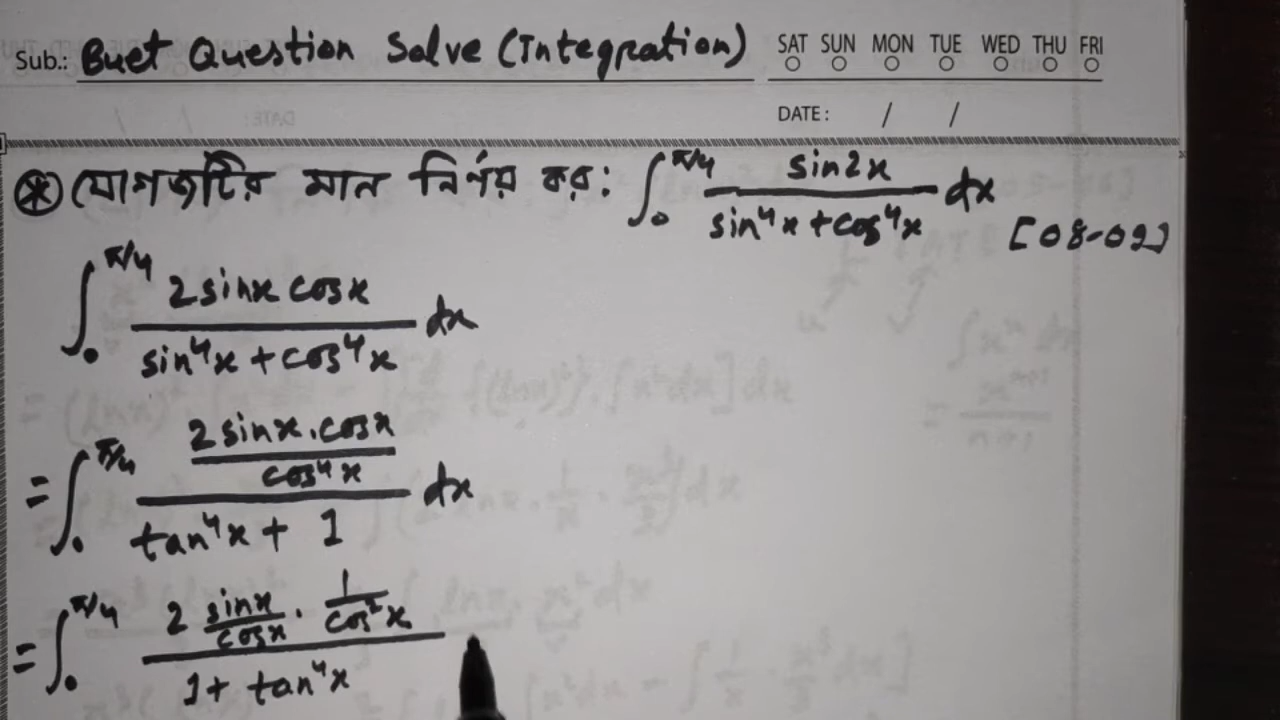 Sub.: Buet Question Solve (Integration) SAT SUN MON TUE WED THU FRI
DATE: / /
⊛ যোগজটির মান নির্ণয় কর: ∫₀^π/4 sin2x / (sin⁴x + cos⁴x) dx
[08-09]
∫₀^π/4 2sinx cosx / (sin⁴x + cos⁴x) dx
= ∫₀^π/4 (2sinx.cosx / cos⁴x) / (tan⁴x + 1) dx
= ∫₀^π/4 (2 sinx/cosx · 1/cos²x) / (1 + tan⁴x)